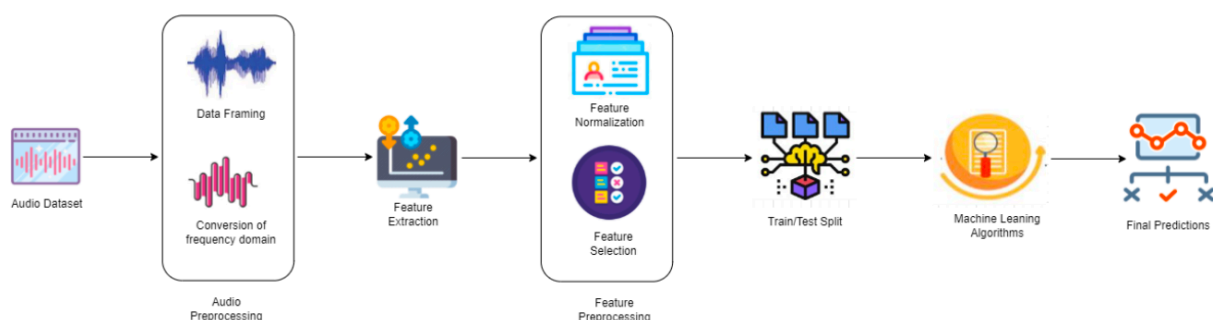 Audio Dataset
Data Framing
Conversion of
frequency domain
Audio
Preprocessing
Feature
Extraction
Feature
Normalization
Feature
Selection
Feature
Preprocessing
Train/Test Split
Machine Leaning
Algorithms
Final Predictions